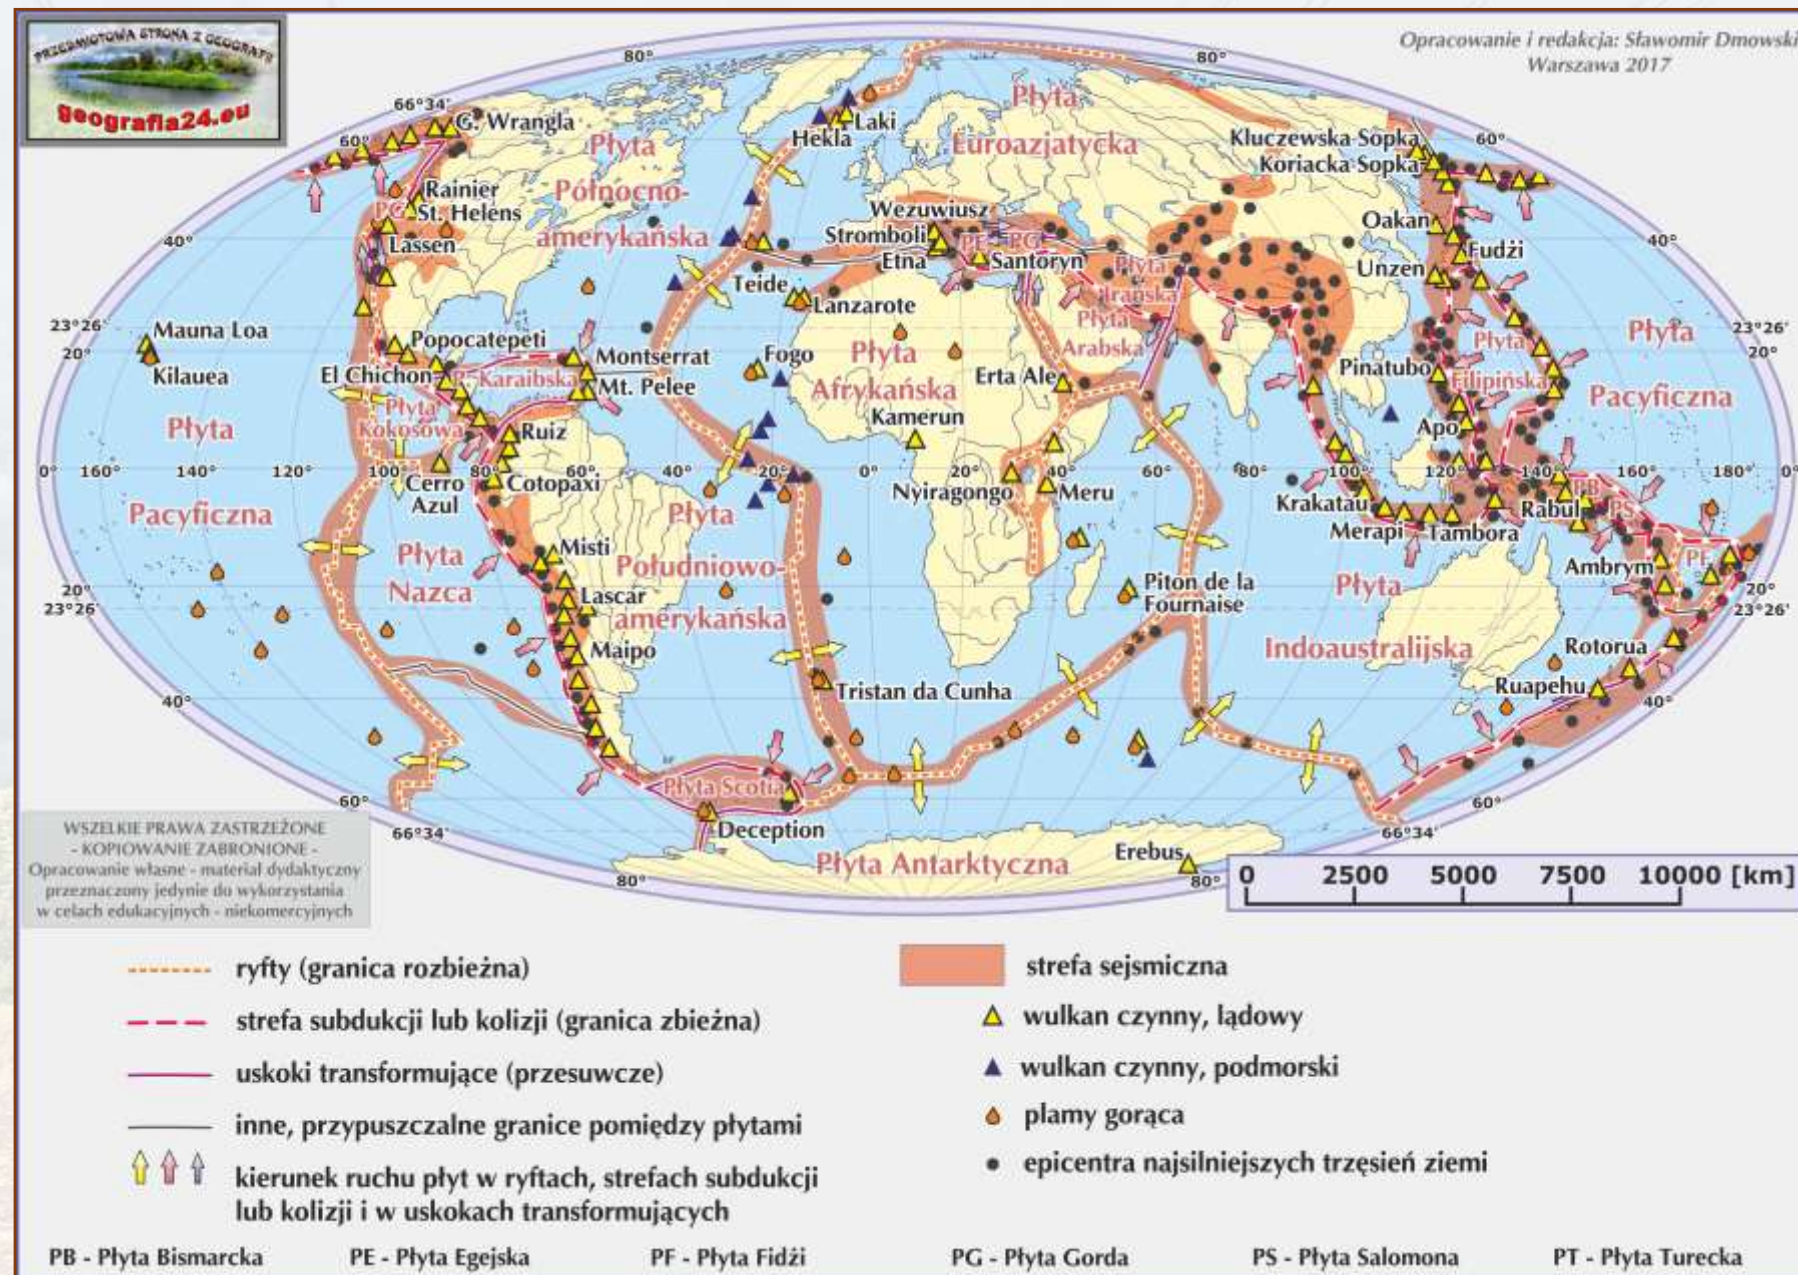 PRZEDMIOTOWA STRONA Z GEOGRAFII
geografia24.eu
Opracowanie i redakcja: Sławomir Dmowski
Warszawa 2017
80°
80°
66°34'
60°
60°
40°
40°
23°26'
20°
23°26'
20°
0°
160°
140°
120°
100°
80°
60°
40°
20°
0°
20°
40°
60°
80°
100°
120°
140°
160°
180°
0°
20°
23°26'
20°
23°26'
40°
40°
60°
60°
66°34'
66°34'
80°
80°
G. Wrangla
Rainier
St. Helens
PG
Lassen
Płyta
Północno-
amerykańska
Hekla
Laki
Płyta
Euroazjatycka
Kluczewska Sopka
Koriacka Sopka
Wezuwiusz
Stromboli
Etna
PE
PG
Santoryn
Oakan
Fudżi
Unzen
Płyta
Irańska
Teide
Lanzarote
Płyta
Arabska
Mauna Loa
Kilauea
Popocatepeti
El Chichon
Montserrat
P. Karaibska
Mt. Pelee
Fogo
Płyta
Afrykańska
Erta Ale
Kamerun
Pinatubo
Płyta
Filipińska
Płyta
Pacyficzna
Płyta
Pacyficzna
Płyta
Kokosowa
Ruiz
Cerro
Azul
Cotopaxi
Nyiragongo
Meru
Apo
Krakatau
Merapi
Tambora
Rabul
PB
PS
Płyta
Nazca
Misti
Płyta
Południowo-
amerykańska
Lascar
Maipo
Tristan da Cunha
Piton de la
Fournaise
Płyta
Indoaustralijska
Ambrym
PF
Rotorua
Ruapehu
Płyta Scotia
Deception
Płyta Antarktyczna
Erebus
WSZELKIE PRAWA ZASTRZEŻONE
- KOPIOWANIE ZABRONIONE -
Opracowanie własne - materiał dydaktyczny
przeznaczony jedynie do wykorzystania
w celach edukacyjnych - niekomercyjnych
0 2500 5000 7500 10000 [km]
ryfty (granica rozbieżna)
strefa subdukcji lub kolizji (granica zbieżna)
uskoki transformujące (przesuwcze)
inne, przypuszczalne granice pomiędzy płytami
kierunek ruchu płyt w ryftach, strefach subdukcji
lub kolizji i w uskokach transformujących
strefa sejsmiczna
wulkan czynny, lądowy
wulkan czynny, podmorski
plamy gorąca
epicentra najsilniejszych trzęsień ziemi
PB - Płyta Bismarcka
PE - Płyta Egejska
PF - Płyta Fidżi
PG - Płyta Gorda
PS - Płyta Salomona
PT - Płyta Turecka